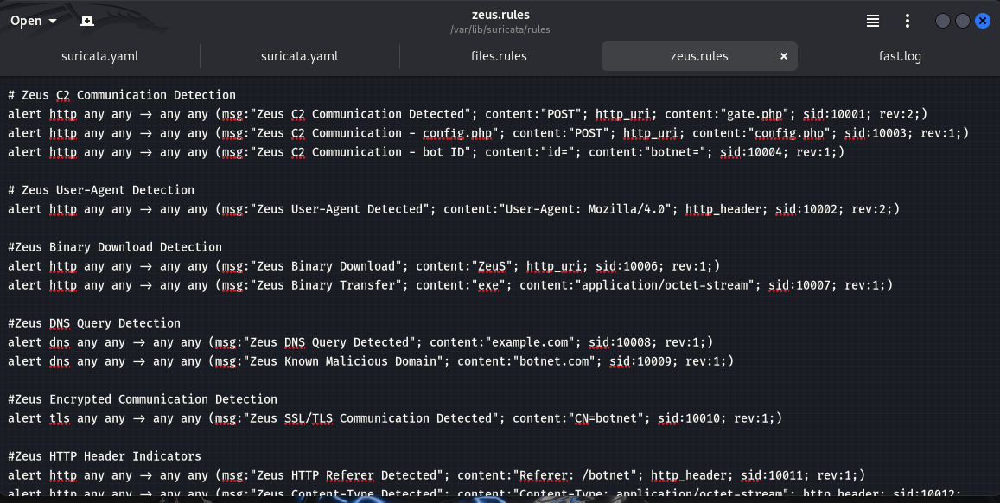 Open
zeus.rules
/var/lib/suricata/rules
suricata.yaml
suricata.yaml
files.rules
zeus.rules
fast.log
# Zeus C2 Communication Detection
alert http any any -> any any (msg:"Zeus C2 Communication Detected"; content:"POST"; http_uri; content:"gate.php"; sid:10001; rev:2;)
alert http any any -> any any (msg:"Zeus C2 Communication - config.php"; content:"POST"; http_uri; content:"config.php"; sid:10003; rev:1;)
alert http any any -> any any (msg:"Zeus C2 Communication - bot ID"; content:"id="; content:"botnet="; sid:10004; rev:1;)
# Zeus User-Agent Detection
alert http any any -> any any (msg:"Zeus User-Agent Detected"; content:"User-Agent: Mozilla/4.0"; http_header; sid:10002; rev:2;)
#Zeus Binary Download Detection
alert http any any -> any any (msg:"Zeus Binary Download"; content:"ZeuS"; http_uri; sid:10006; rev:1;)
alert http any any -> any any (msg:"Zeus Binary Transfer"; content:"exe"; content:"application/octet-stream"; sid:10007; rev:1;)
#Zeus DNS Query Detection
alert dns any any -> any any (msg:"Zeus DNS Query Detected"; content:"example.com"; sid:10008; rev:1;)
alert dns any any -> any any (msg:"Zeus Known Malicious Domain"; content:"botnet.com"; sid:10009; rev:1;)
#Zeus Encrypted Communication Detection
alert tls any any -> any any (msg:"Zeus SSL/TLS Communication Detected"; content:"CN=botnet"; sid:10010; rev:1;)
#Zeus HTTP Header Indicators
alert http any any -> any any (msg:"Zeus HTTP Referer Detected"; content:"Referer: /botnet"; http_header; sid:10011; rev:1;)
alert http any any -> any any (msg:"Zeus Content-Type Detected"; content:"Content-Type: application/octet-stream"; http_header; sid:10012;